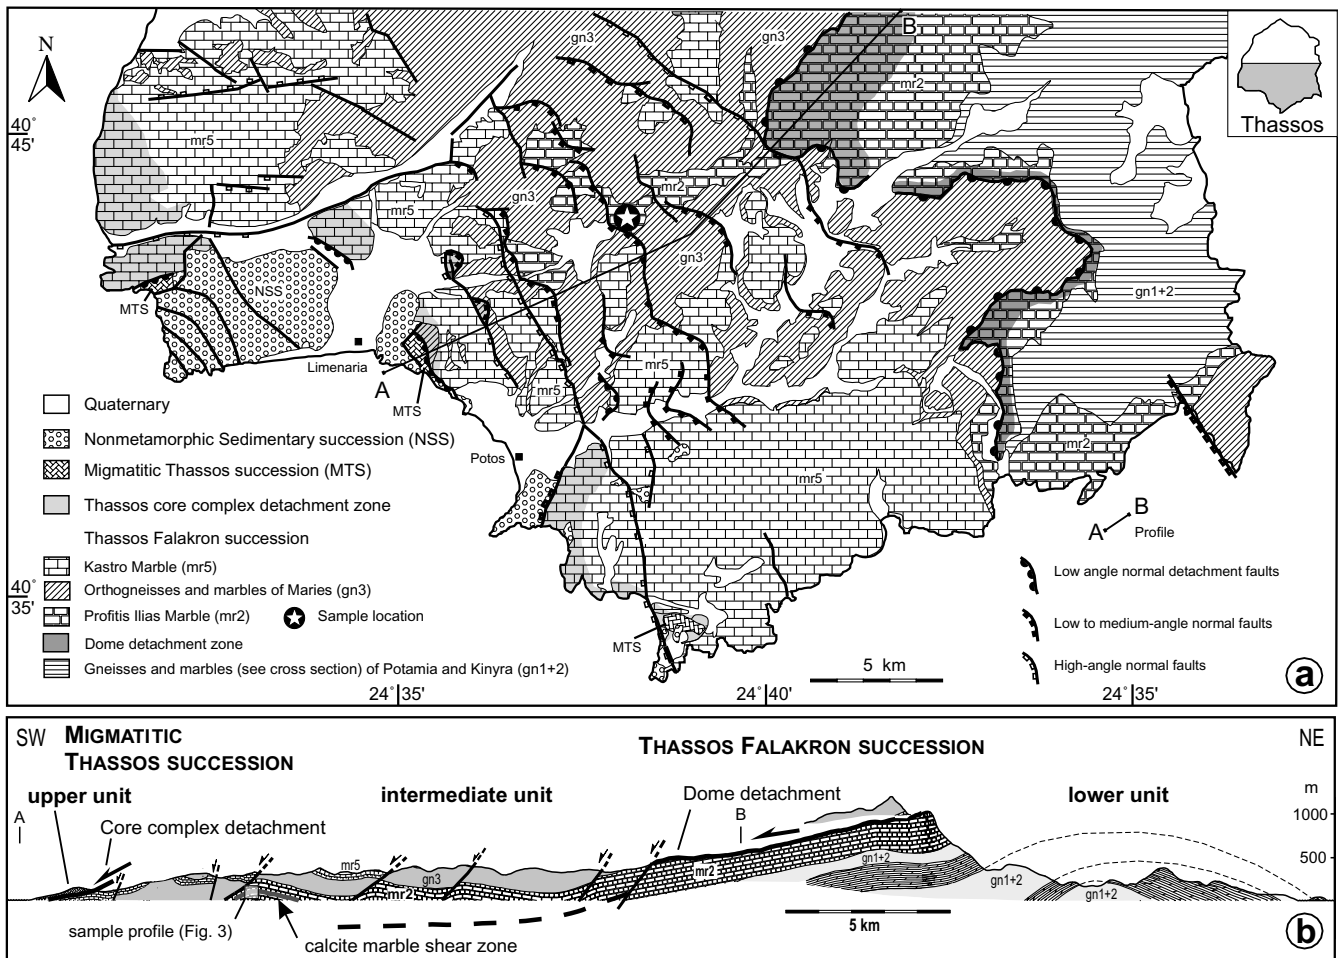 N
40°
45'
gn3
gn3
B
mr2
Thassos
mr5
gn3
mr2
mr5
gn3
NSS
MTS
gn1+2
Limenaria
A
MTS
mr5
mr5
mr2
mr5
Potos
MTS
Quaternary
Nonmetamorphic Sedimentary succession (NSS)
Migmatitic Thassos succession (MTS)
Thassos core complex detachment zone
Thassos Falakron succession
Kastro Marble (mr5)
Orthogneisses and marbles of Maries (gn3)
Profitis Ilias Marble (mr2)
Sample location
Dome detachment zone
Gneisses and marbles (see cross section) of Potamia and Kinyra (gn1+2)
40°
35'
A
B
Profile
Low angle normal detachment faults
Low to medium-angle normal faults
High-angle normal faults
5 km
a
24°35'
24°40'
24°35'
SW
MIGMATITIC
THASSOS SUCCESSION
THASSOS FALAKRON SUCCESSION
NE
upper unit
intermediate unit
Dome detachment
lower unit
m
A
Core complex detachment
B
1000
500
mr5
gn3
mr2
mr2
gn1+2
gn1+2
gn1+2
sample profile (Fig. 3)
calcite marble shear zone
5 km
b